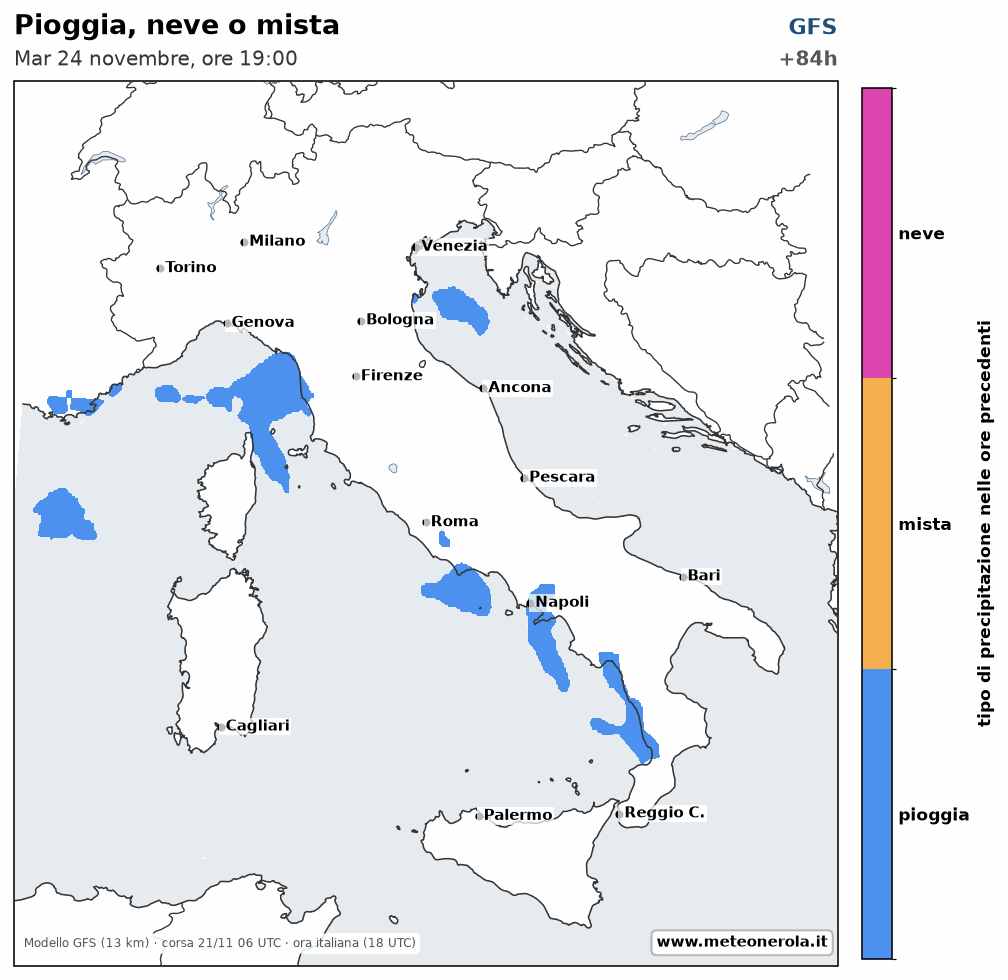 Pioggia, neve o mista
GFS
Mar 24 novembre, ore 19:00
+84h
Milano
Venezia
Torino
Genova
Bologna
Firenze
Ancona
Pescara
Roma
Bari
Napoli
Cagliari
Palermo
Reggio C.
neve
mista
pioggia
tipo di precipitazione nelle ore precedenti
Modello GFS (13 km) · corsa 21/11 06 UTC · ora italiana (18 UTC)
www.meteonerola.it